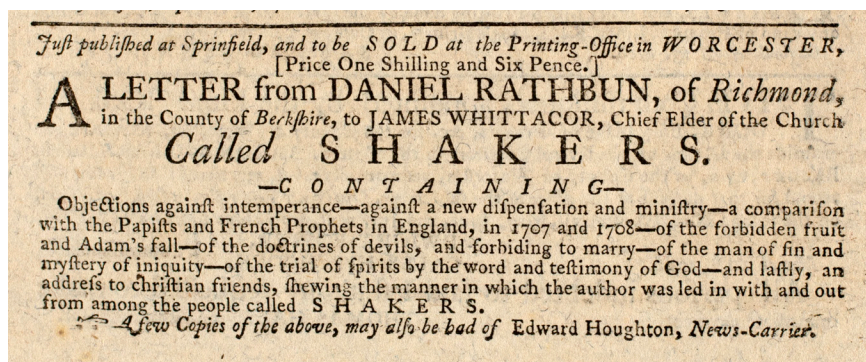 Juſt publiſhed at Sprinfield, and to be SOLD at the Printing-Office in WORCESTER,
[Price One Shilling and Six Pence.]
A LETTER from DANIEL RATHBUN, of Richmond,
in the County of Berkſhire, to JAMES WHITTACOR, Chief Elder of the Church
Called SHAKERS.
—CONTAINING—
Objections againſt intemperance—againſt a new diſpenſation and miniſtry—a compariſon
with the Papiſts and French Prophets in England, in 1707 and 1708—of the forbidden fruit
and Adam's fall—of the doctrines of devils, and forbiding to marry—of the man of ſin and
myſtery of iniquity—of the trial of ſpirits by the word and teſtimony of God—and laſtly, an
addreſs to chriſtian friends, ſhewing the manner in which the author was led in with and out
from among the people called SHAKERS.
☞ A few Copies of the above, may alſo be had of Edward Houghton, News-Carrier.